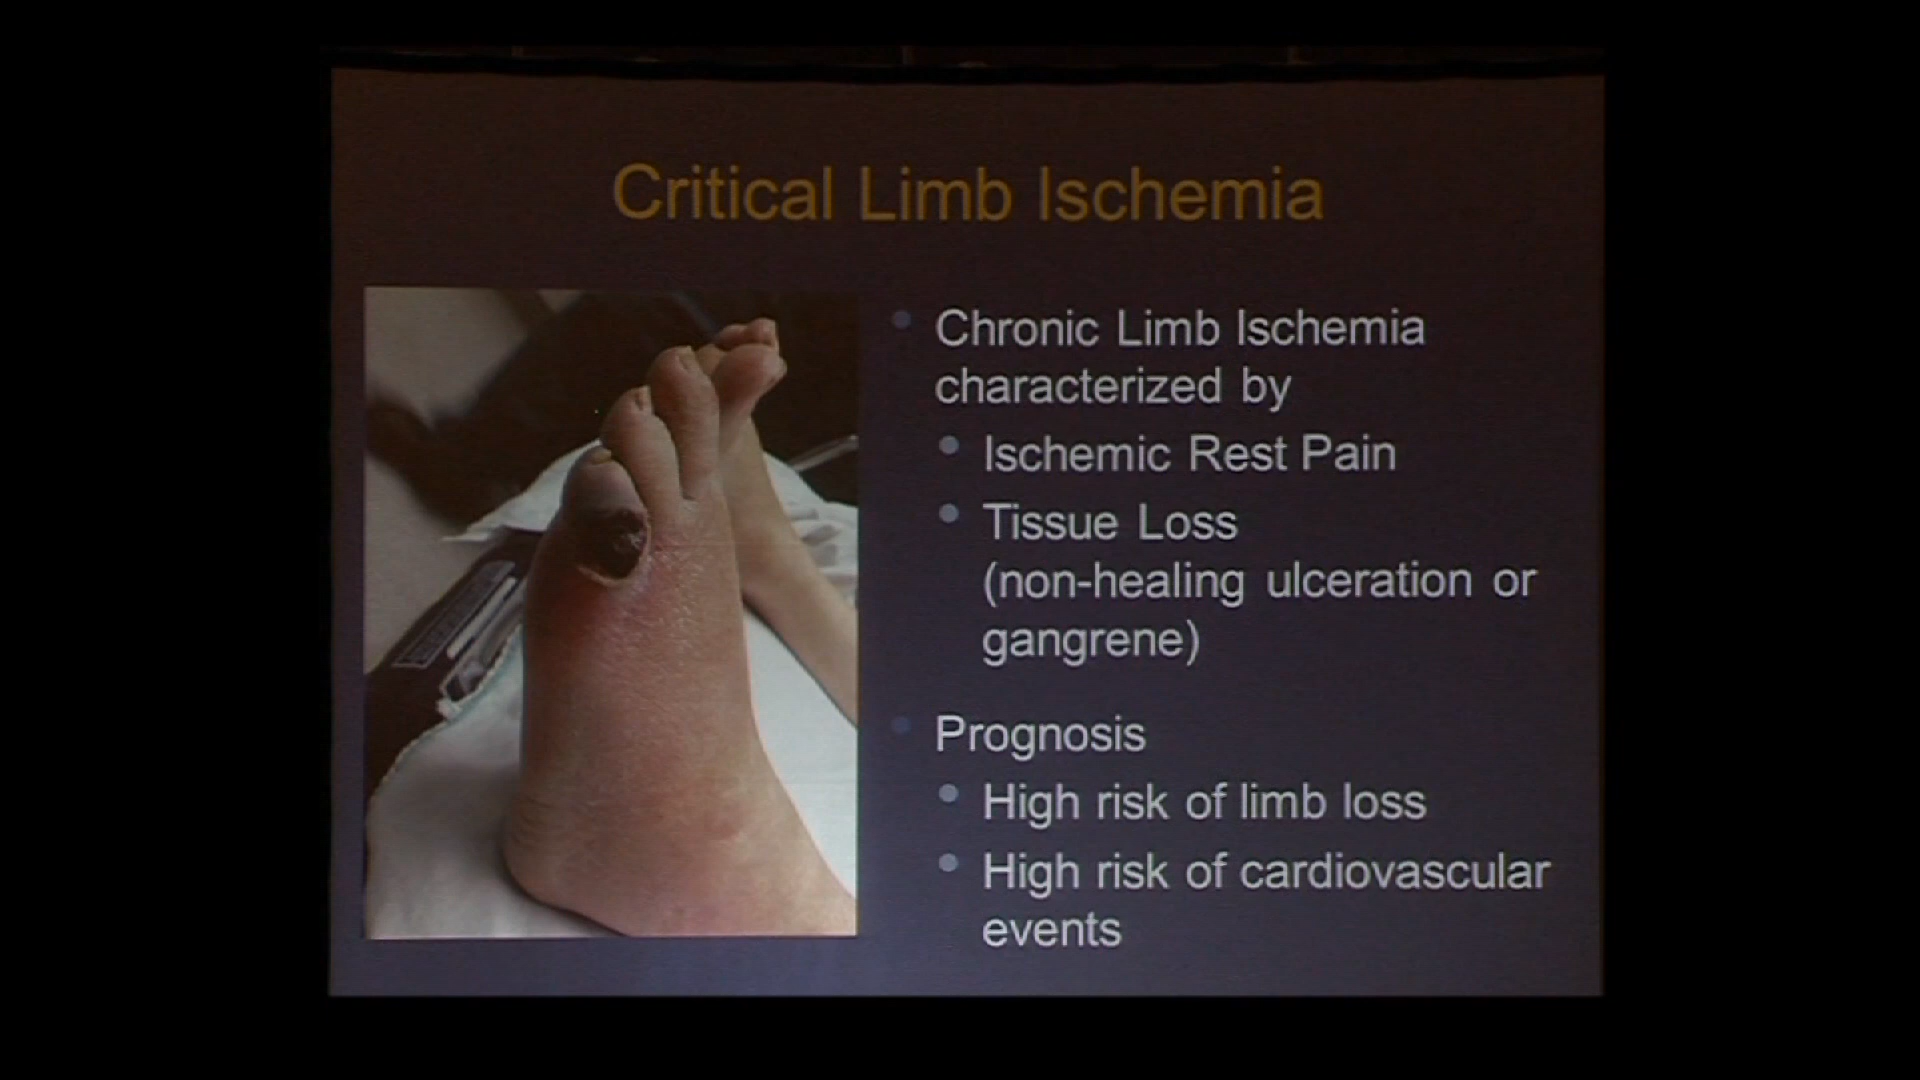 Critical Limb Ischemia
Chronic Limb Ischemia
characterized by
Ischemic Rest Pain
Tissue Loss
(non-healing ulceration or
gangrene)
Prognosis
High risk of limb loss
High risk of cardiovascular
events